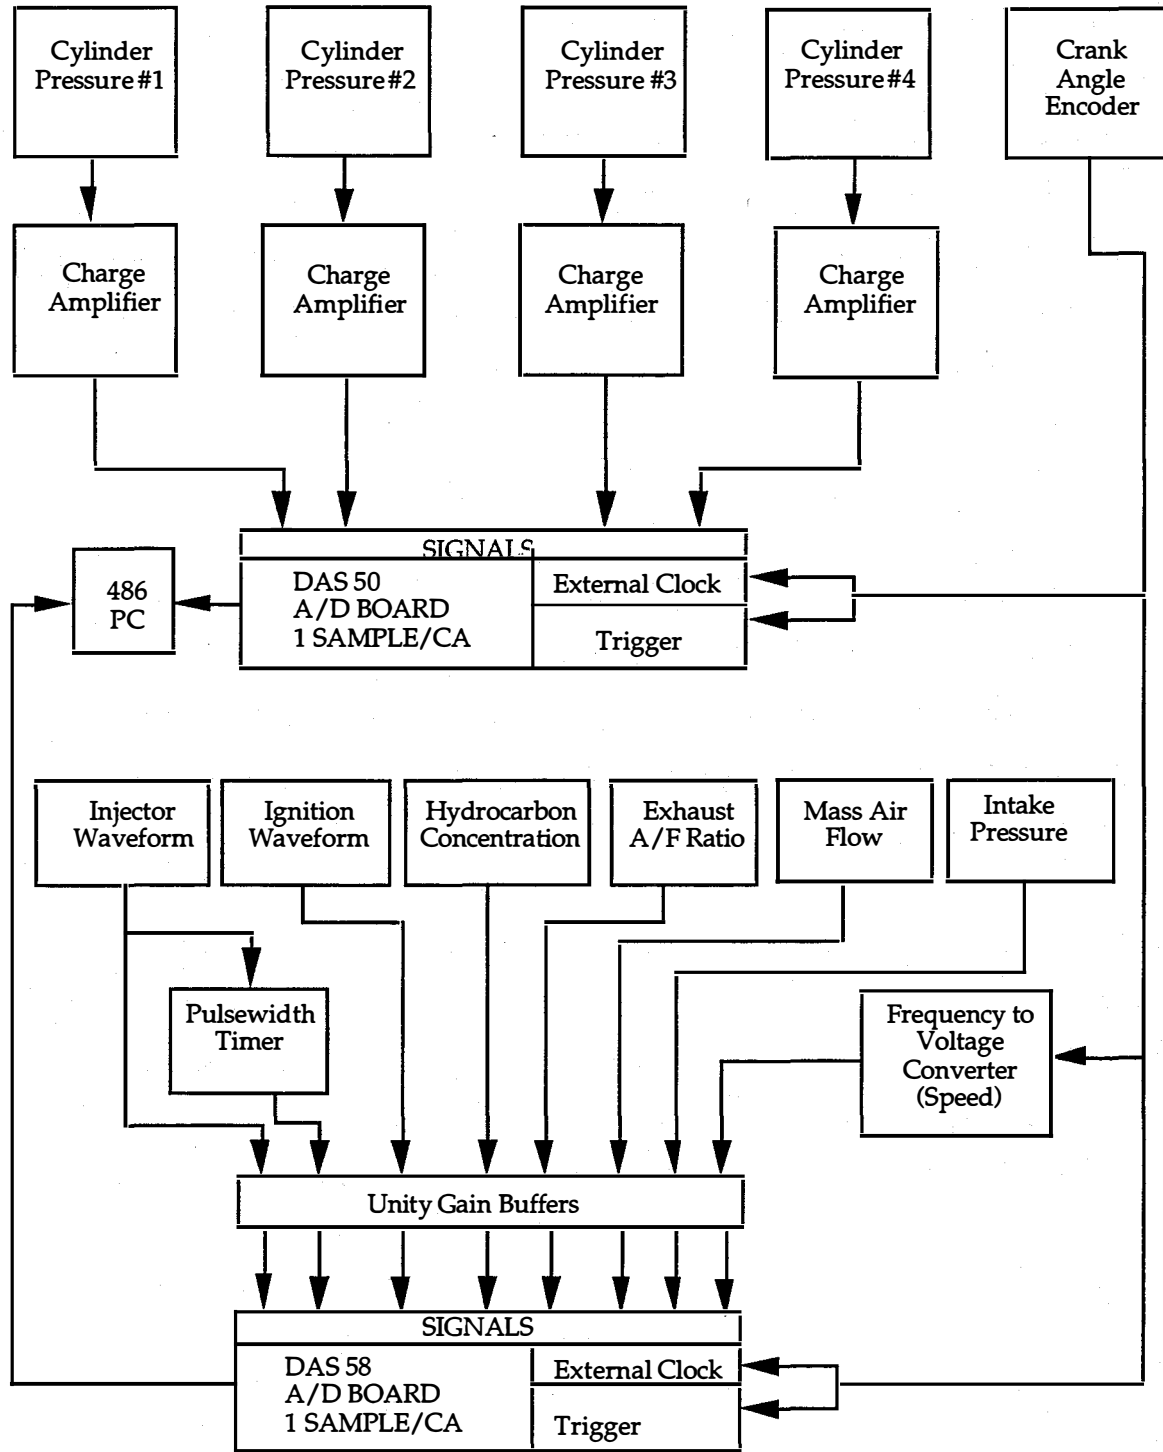 Cylinder
Pressure #1
Cylinder
Pressure #2
Cylinder
Pressure #3
Cylinder
Pressure #4
Crank
Angle
Encoder
Charge
Amplifier
Charge
Amplifier
Charge
Amplifier
Charge
Amplifier
SIGNALS
486
PC
DAS 50
A/D BOARD
1 SAMPLE/CA
External Clock
Trigger
Injector
Waveform
Ignition
Waveform
Hydrocarbon
Concentration
Exhaust
A/F Ratio
Mass Air
Flow
Intake
Pressure
Pulsewidth
Timer
Frequency to
Voltage
Converter
(Speed)
Unity Gain Buffers
SIGNALS
DAS 58
A/D BOARD
1 SAMPLE/CA
External Clock
Trigger